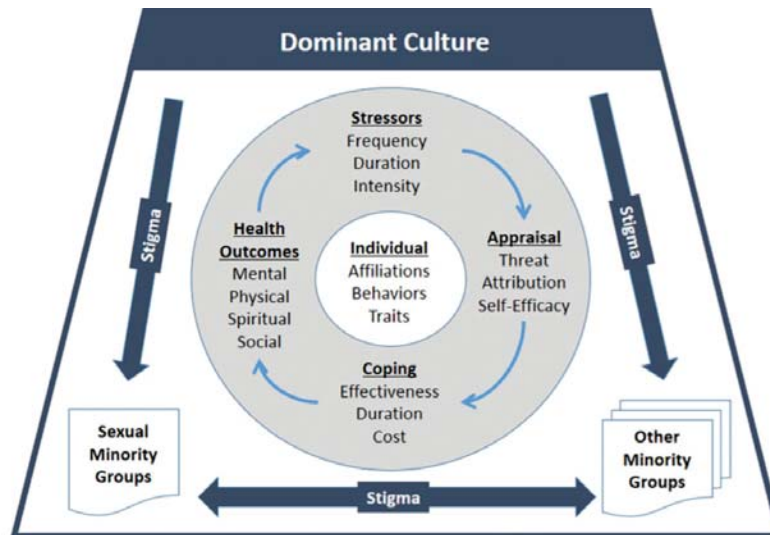 Dominant Culture
Stressors
Frequency
Duration
Intensity
Stigma
Stigma
Health
Outcomes
Mental
Physical
Spiritual
Social
Individual
Affiliations
Behaviors
Traits
Appraisal
Threat
Attribution
Self-Efficacy
Coping
Effectiveness
Duration
Cost
Sexual
Minority
Groups
Other
Minority
Groups
Stigma